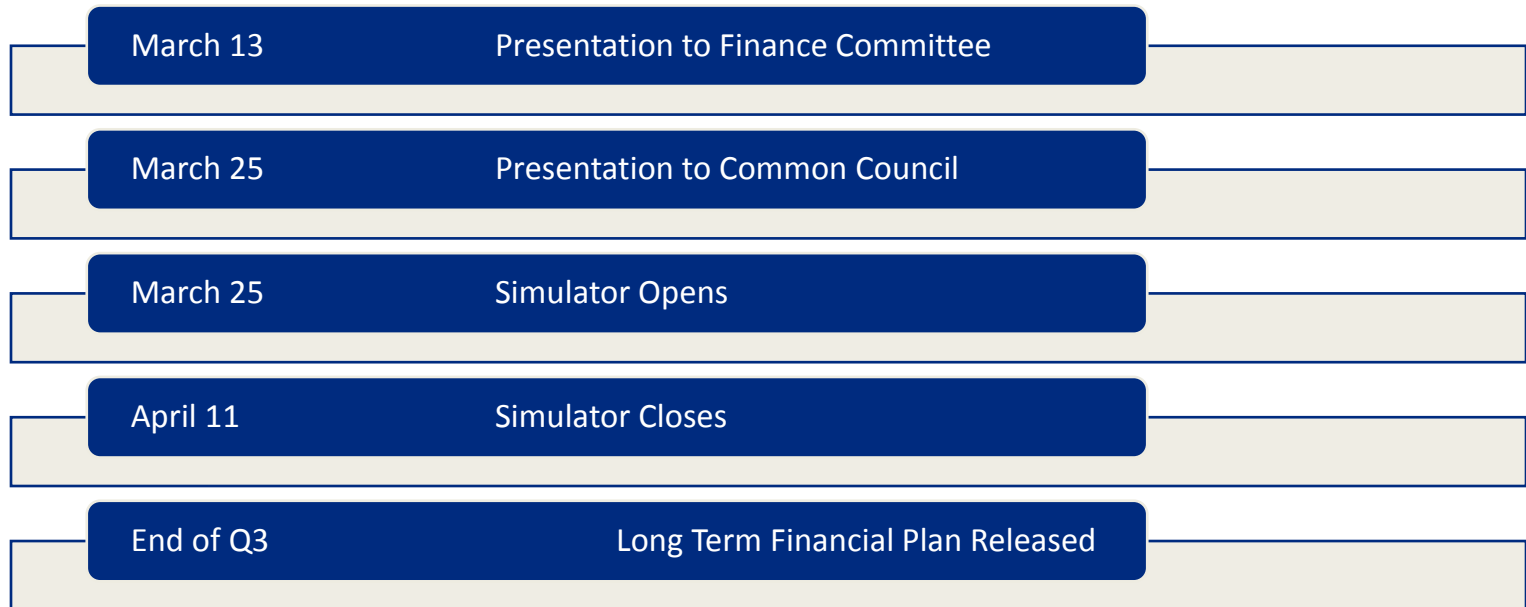 March 13 Presentation to Finance Committee
March 25 Presentation to Common Council
March 25 Simulator Opens
April 11 Simulator Closes
End of Q3 Long Term Financial Plan Released